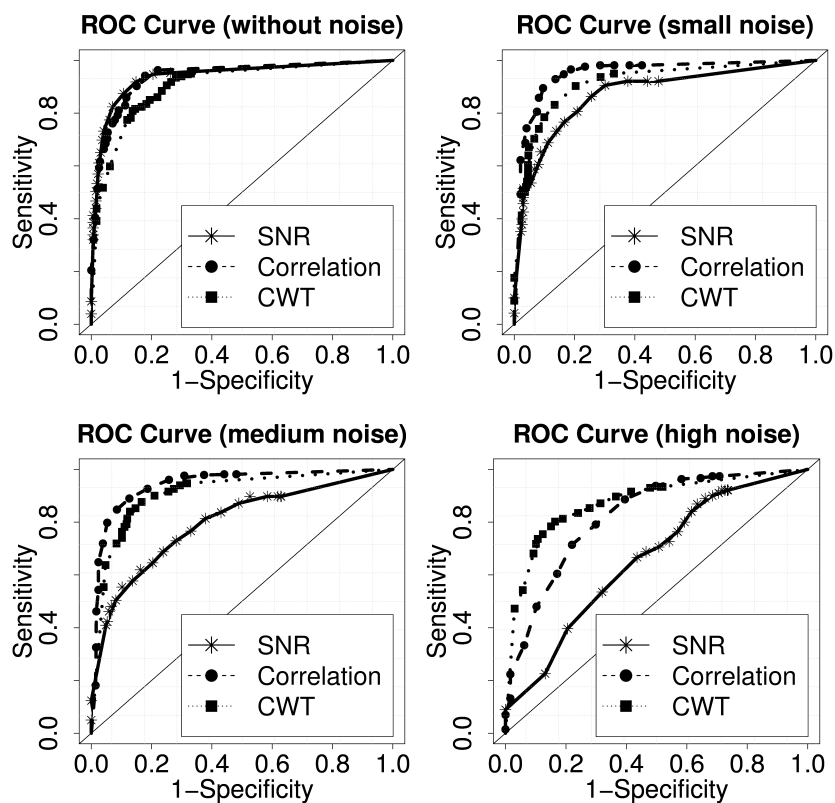 ROC Curve (without noise)
Sensitivity
0.0 0.4 0.8
SNR
Correlation
CWT
0.0 0.2 0.4 0.6 0.8 1.0
1−Specificity
ROC Curve (small noise)
Sensitivity
0.0 0.4 0.8
SNR
Correlation
CWT
0.0 0.2 0.4 0.6 0.8 1.0
1−Specificity
ROC Curve (medium noise)
Sensitivity
0.0 0.4 0.8
SNR
Correlation
CWT
0.0 0.2 0.4 0.6 0.8 1.0
1−Specificity
ROC Curve (high noise)
Sensitivity
0.0 0.4 0.8
SNR
Correlation
CWT
0.0 0.2 0.4 0.6 0.8 1.0
1−Specificity